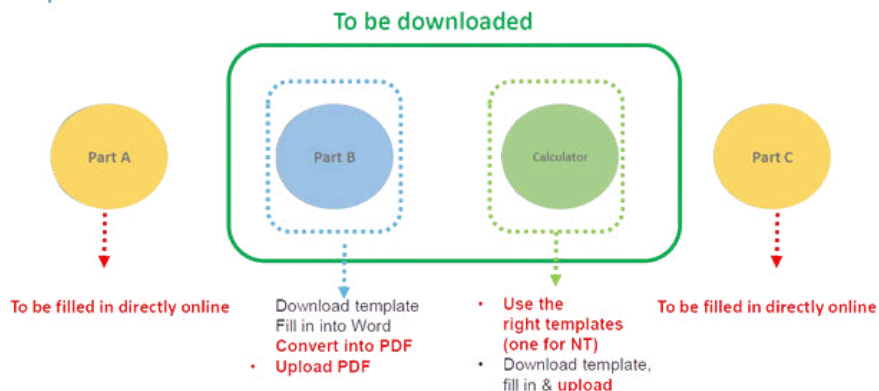 To be downloaded
Part A
Part B
Calculator
Part C
To be filled in directly online
Download template
Fill in into Word
Convert into PDF
• Upload PDF
• Use the
right templates
(one for NT)
• Download template,
fill in & upload
To be filled in directly online